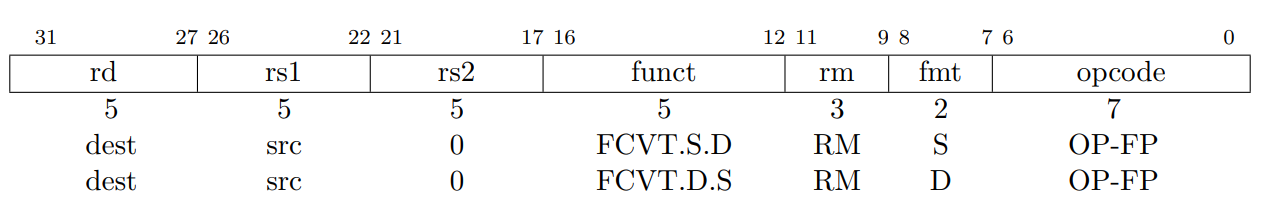 31 27 26 22 21 17 16 12 11 9 8 7 6 0
rd rs1 rs2 funct rm fmt opcode
5 5 5 5 3 2 7
dest src 0 FCVT.S.D RM S OP-FP
dest src 0 FCVT.D.S RM D OP-FP